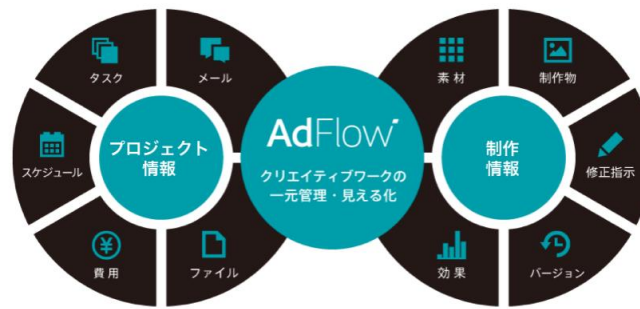 タスク
メール
スケジュール
プロジェクト
情報
費用
ファイル
AdFlow
クリエイティブワークの
一元管理・見える化
素材
制作物
制作
情報
修正指示
効果
バージョン